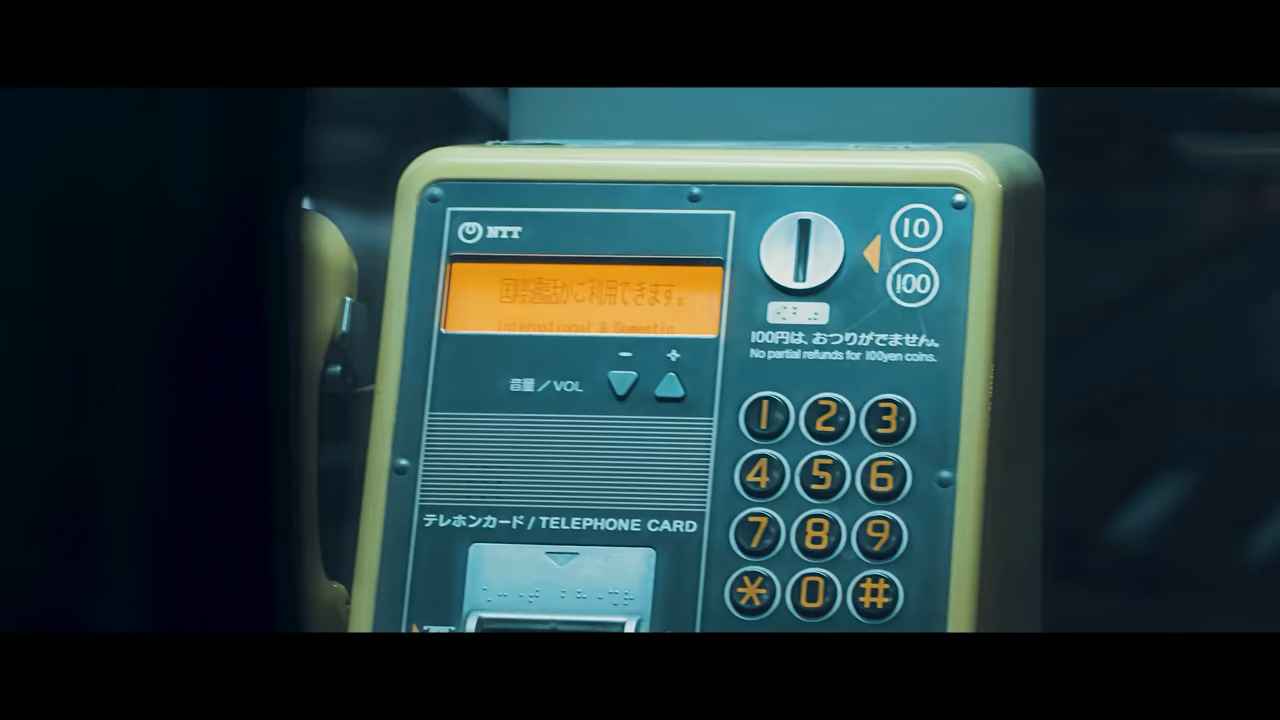 NTT
国際通話がご利用できます。
International & Domestic
音量／VOL
- +
テレホンカード / TELEPHONE CARD
10
100
100円は、おつりがでません。
No partial refunds for 100yen coins.
1 2 3
4 5 6
7 8 9
* 0 #